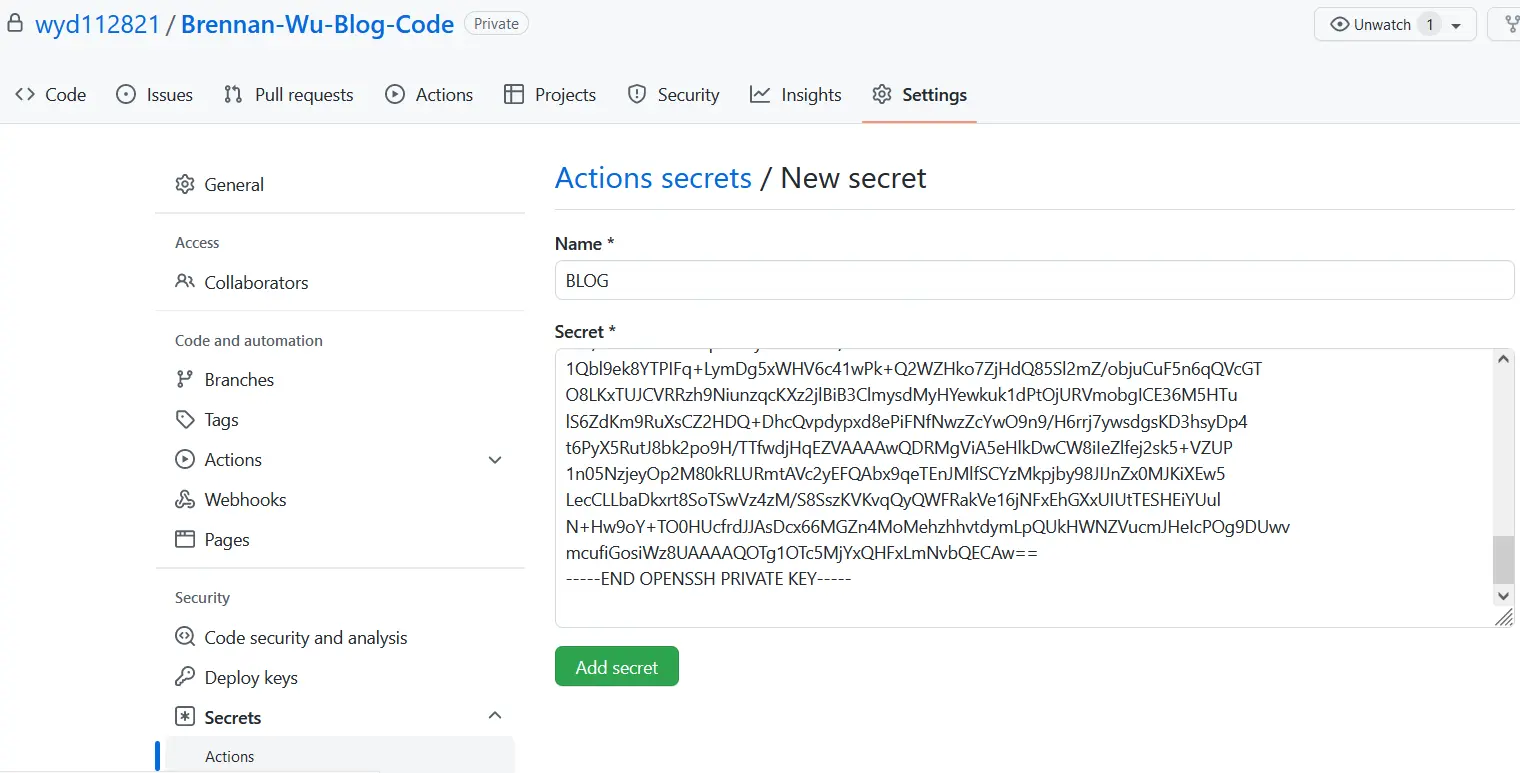 wyd112821 / Brennan-Wu-Blog-Code Private
Unwatch 1
Code Issues Pull requests Actions Projects Security Insights Settings
General
Access
Collaborators
Code and automation
Branches
Tags
Actions
Webhooks
Pages
Security
Code security and analysis
Deploy keys
Secrets
Actions
Actions secrets / New secret
Name *
BLOG
Secret *
1Qbl9ek8YTPIFq+LymDg5xWHV6c41wPk+Q2WZHko7ZjHdQ85Sl2mZ/objuCuF5n6qQVcGT
O8LKxTUJCVRRzh9NiunzqcKXz2jlBiB3ClmysdMyHYewkuk1dPtOjURVmobgICE36M5HTu
lS6ZdKm9RuXsCZ2HDQ+DhcQvpdypxd8ePiFNfNwzZcYwO9n9/H6rrj7ywsdgsKD3hsyDp4
t6PyX5RutJ8bk2po9H/TTfwdjHqEZVAAAAwQDRMgViA5eHlkDwCW8iIeZlfej2sk5+VZUP
1n05NzjeyOp2M80kRLURmtAVc2yEFQAbx9qeTEnJMlfSCYzMkpjby98JIJnZx0MJKiXEw5
LecCLLbaDkxrt8SoTSwVz4zM/S8SszKVKvqQyQWFRakVe16jNFxEhGXxUIUtTESHEiYUul
N+Hw9oY+TO0HUcfrdJJAsDcx66MGZn4MoMehzhhvtdymLpQUkHWNZVucmJHeIcPOg9DUwv
mcufiGosiWz8UAAAAQOTg1OTc5MjYxQHFxLmNvbQECAw==
-----END OPENSSH PRIVATE KEY-----
Add secret